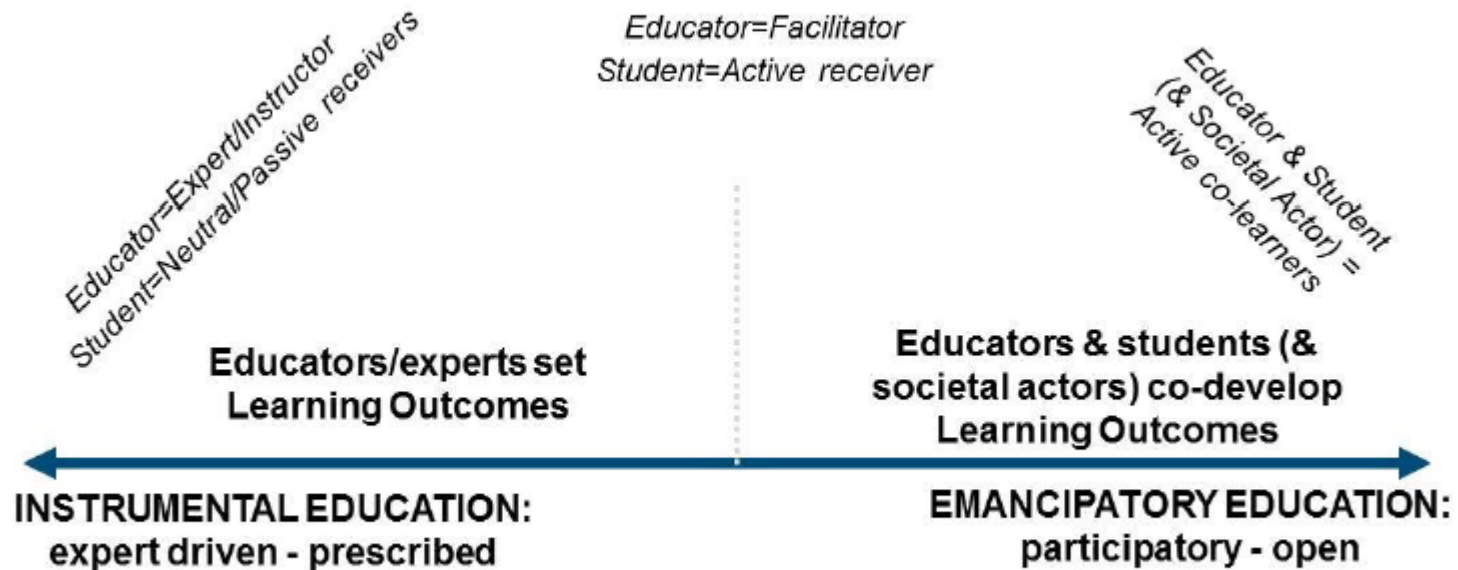 Educator=Expert/Instructor
Student=Neutral/Passive receivers
Educator=Facilitator
Student=Active receiver
Educator & Student
(& Societal Actor) =
Active co-learners
Educators/experts set
Learning Outcomes
Educators & students (&
societal actors) co-develop
Learning Outcomes
INSTRUMENTAL EDUCATION:
expert driven - prescribed
EMANCIPATORY EDUCATION:
participatory - open